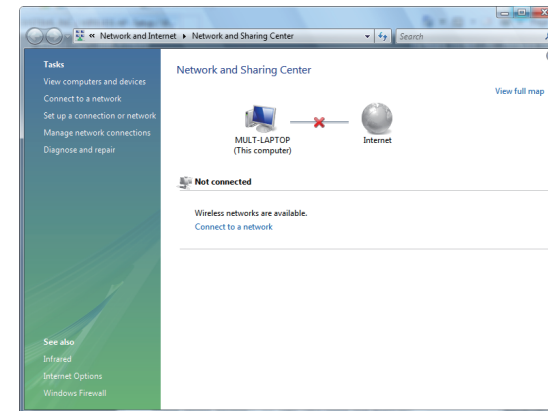 « Network and Internet ▸ Network and Sharing Center
Search
Tasks
View computers and devices
Connect to a network
Set up a connection or network
Manage network connections
Diagnose and repair
See also
Infrared
Internet Options
Windows Firewall
Network and Sharing Center
View full map
MULT-LAPTOP
(This computer)
Internet
Not connected
Wireless networks are available.
Connect to a network